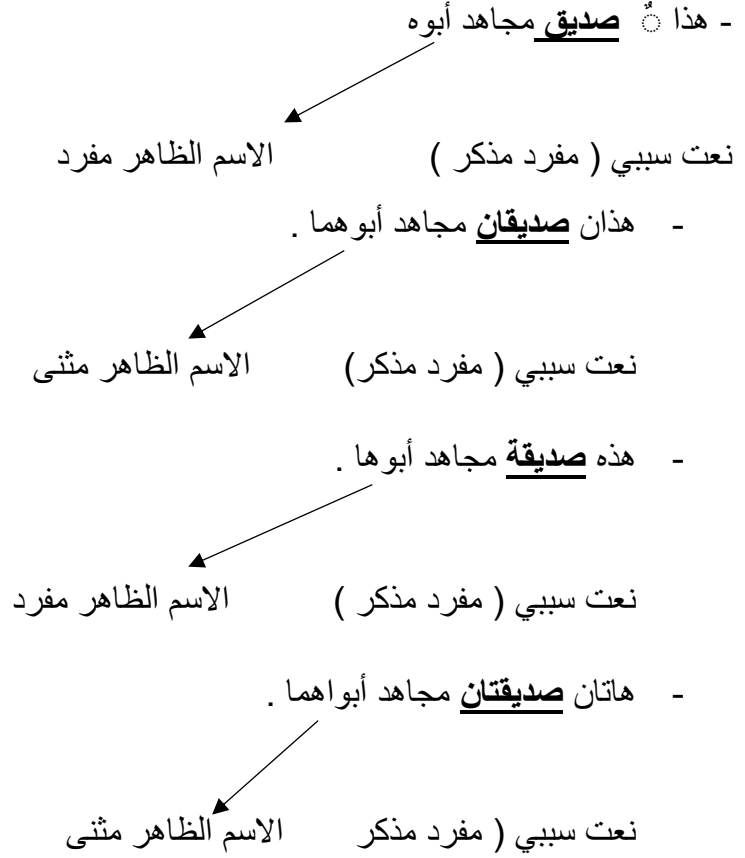 - هذا ٌ صديق مجاهد أبوه
نعت سببي ( مفرد مذكر ) الاسم الظاهر مفرد
- هذان صديقان مجاهد أبوهما .
نعت سببي ( مفرد مذكر) الاسم الظاهر مثنى
- هذه صديقة مجاهد أبوها .
نعت سببي ( مفرد مذكر ) الاسم الظاهر مفرد
- هاتان صديقتان مجاهد أبواهما .
نعت سببي ( مفرد مذكر الاسم الظاهر مثنى